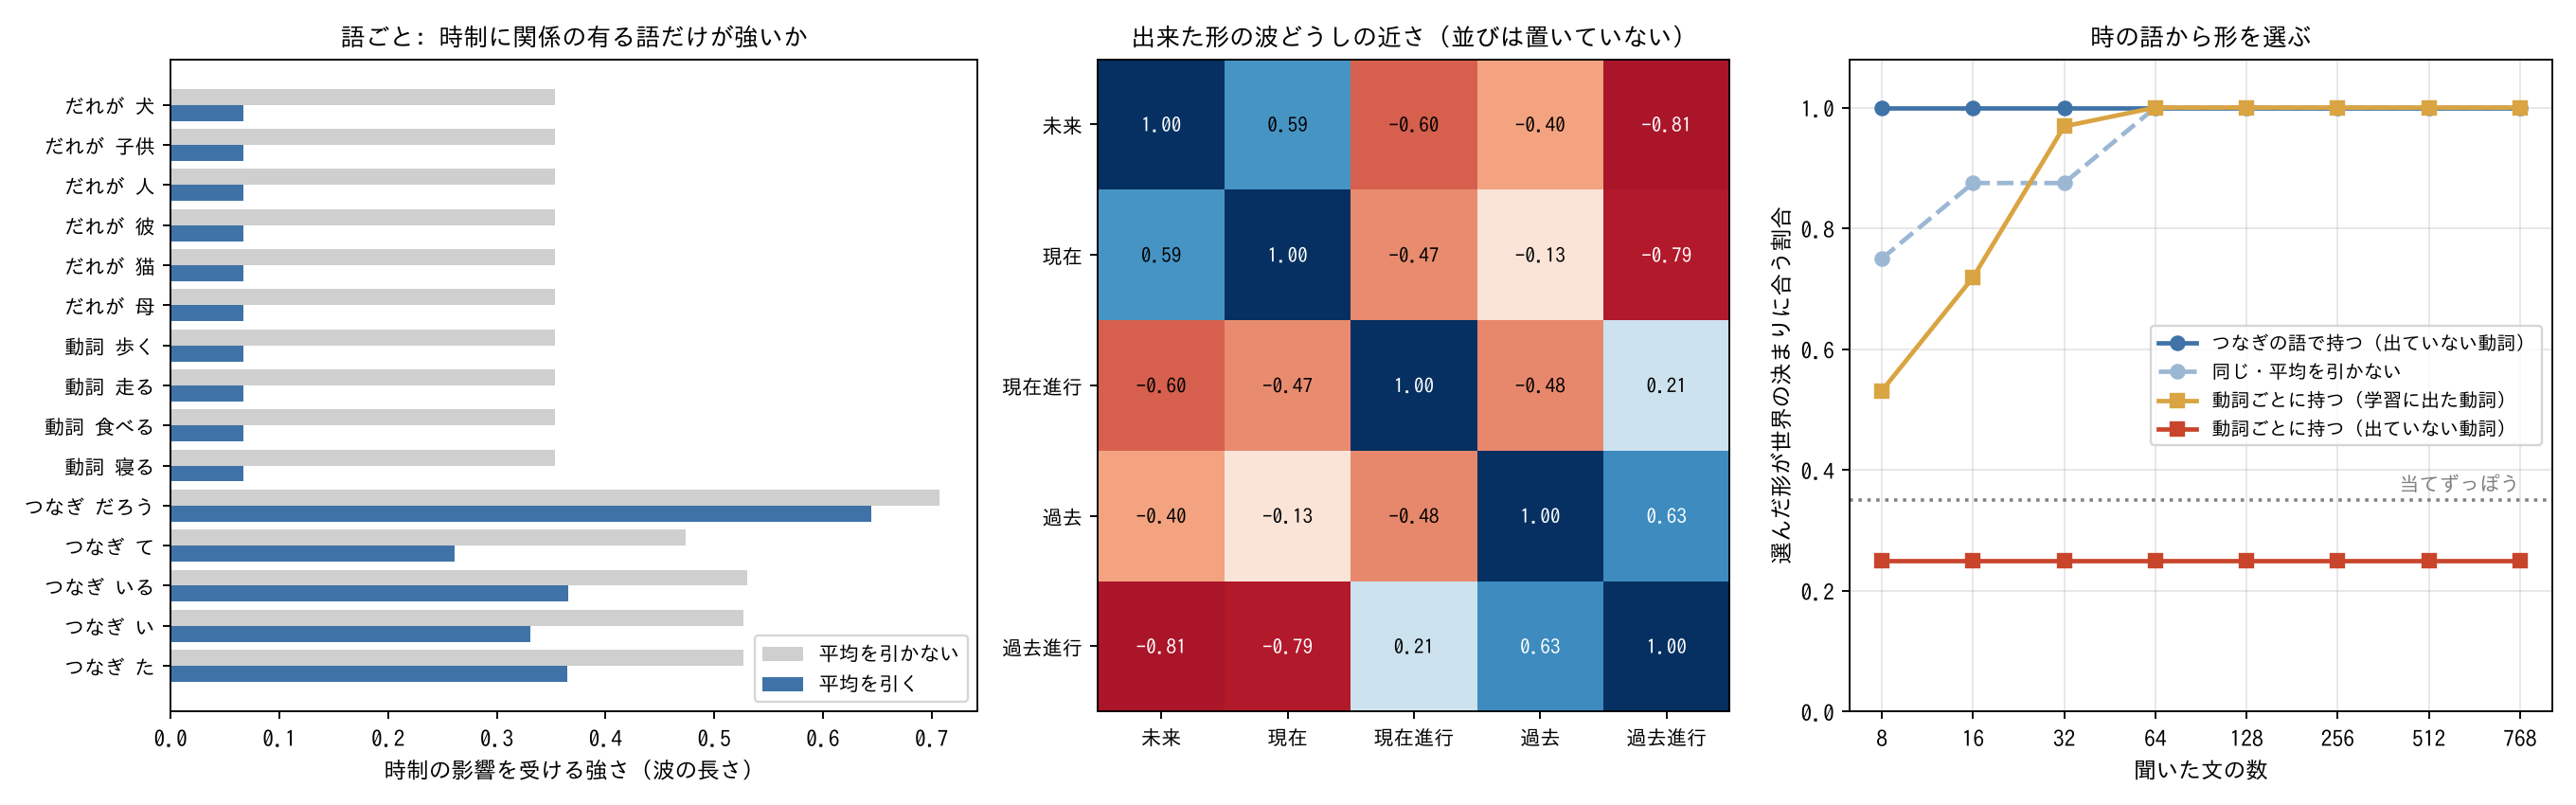 語ごと: 時制に関係の有る語だけが強いか
だれが 犬
だれが 子供
だれが 人
だれが 彼
だれが 猫
だれが 母
動詞 歩く
動詞 走る
動詞 食べる
動詞 寝る
つなぎ だろう
つなぎ て
つなぎ いる
つなぎ い
つなぎ た
平均を引かない
平均を引く
0.0 0.1 0.2 0.3 0.4 0.5 0.6 0.7
時制の影響を受ける強さ（波の長さ）
出来た形の波どうしの近さ（並びは置いていない）
未来 1.00 0.59 −0.60 −0.40 −0.81
現在 0.59 1.00 −0.47 −0.13 −0.79
現在進行 −0.60 −0.47 1.00 −0.48 0.21
過去 −0.40 −0.13 −0.48 1.00 0.63
過去進行 −0.81 −0.79 0.21 0.63 1.00
未来 現在 現在進行 過去 過去進行
時の語から形を選ぶ
選んだ形が世界の決まりに合う割合
1.0
0.8
0.6
0.4
0.2
0.0
つなぎの語で持つ（出ていない動詞）
同じ・平均を引かない
動詞ごとに持つ（学習に出た動詞）
動詞ごとに持つ（出ていない動詞）
当てずっぽう
8 16 32 64 128 256 512 768
聞いた文の数